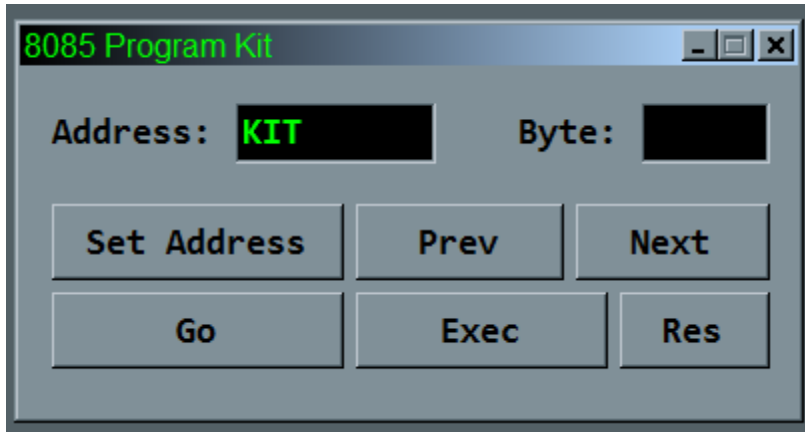 8085 Program Kit
Address: KIT Byte:
Set Address Prev Next
Go Exec Res